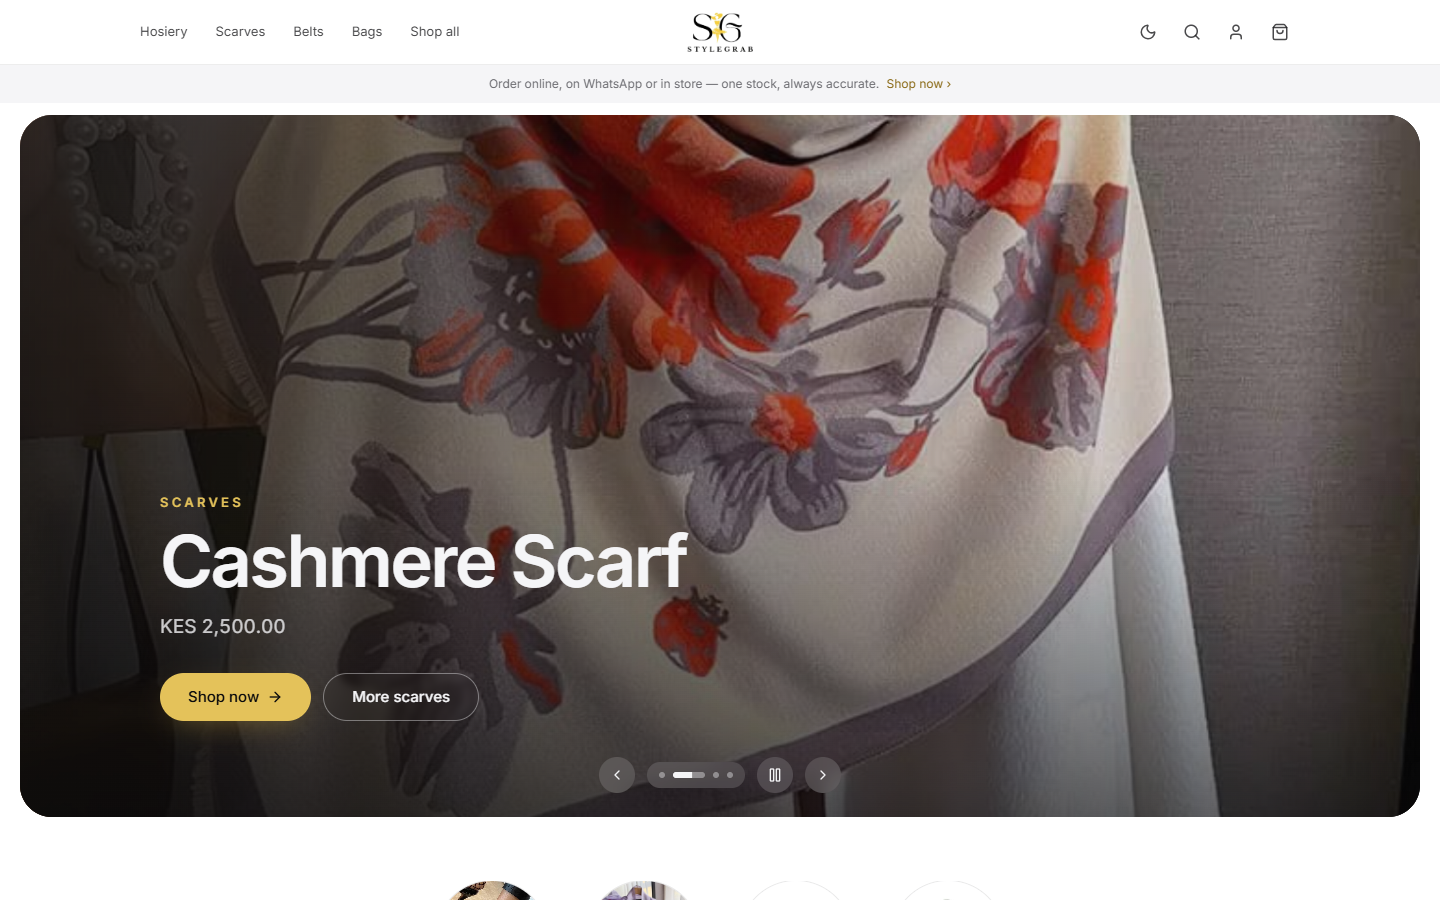 Hosiery
Scarves
Belts
Bags
Shop all
SG
STYLEGRAB
Order online, on WhatsApp or in store — one stock, always accurate. Shop now ›
SCARVES
Cashmere Scarf
KES 2,500.00
Shop now →
More scarves